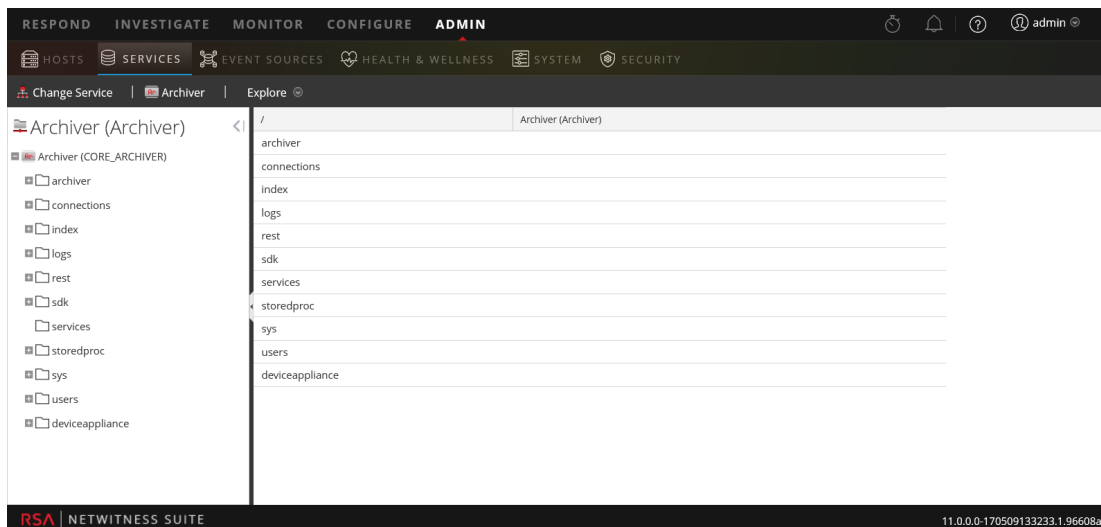 RESPOND INVESTIGATE MONITOR CONFIGURE ADMIN admin
HOSTS SERVICES EVENT SOURCES HEALTH & WELLNESS SYSTEM SECURITY
Change Service | Archiver | Explore
Archiver (Archiver)
/ Archiver (Archiver)
Archiver (CORE_ARCHIVER)
archiver
connections
index
logs
rest
sdk
services
storedproc
sys
users
deviceappliance
archiver
connections
index
logs
rest
sdk
services
storedproc
sys
users
deviceappliance
RSA | NETWITNESS SUITE 11.0.0.0-170509133233.1.96608a